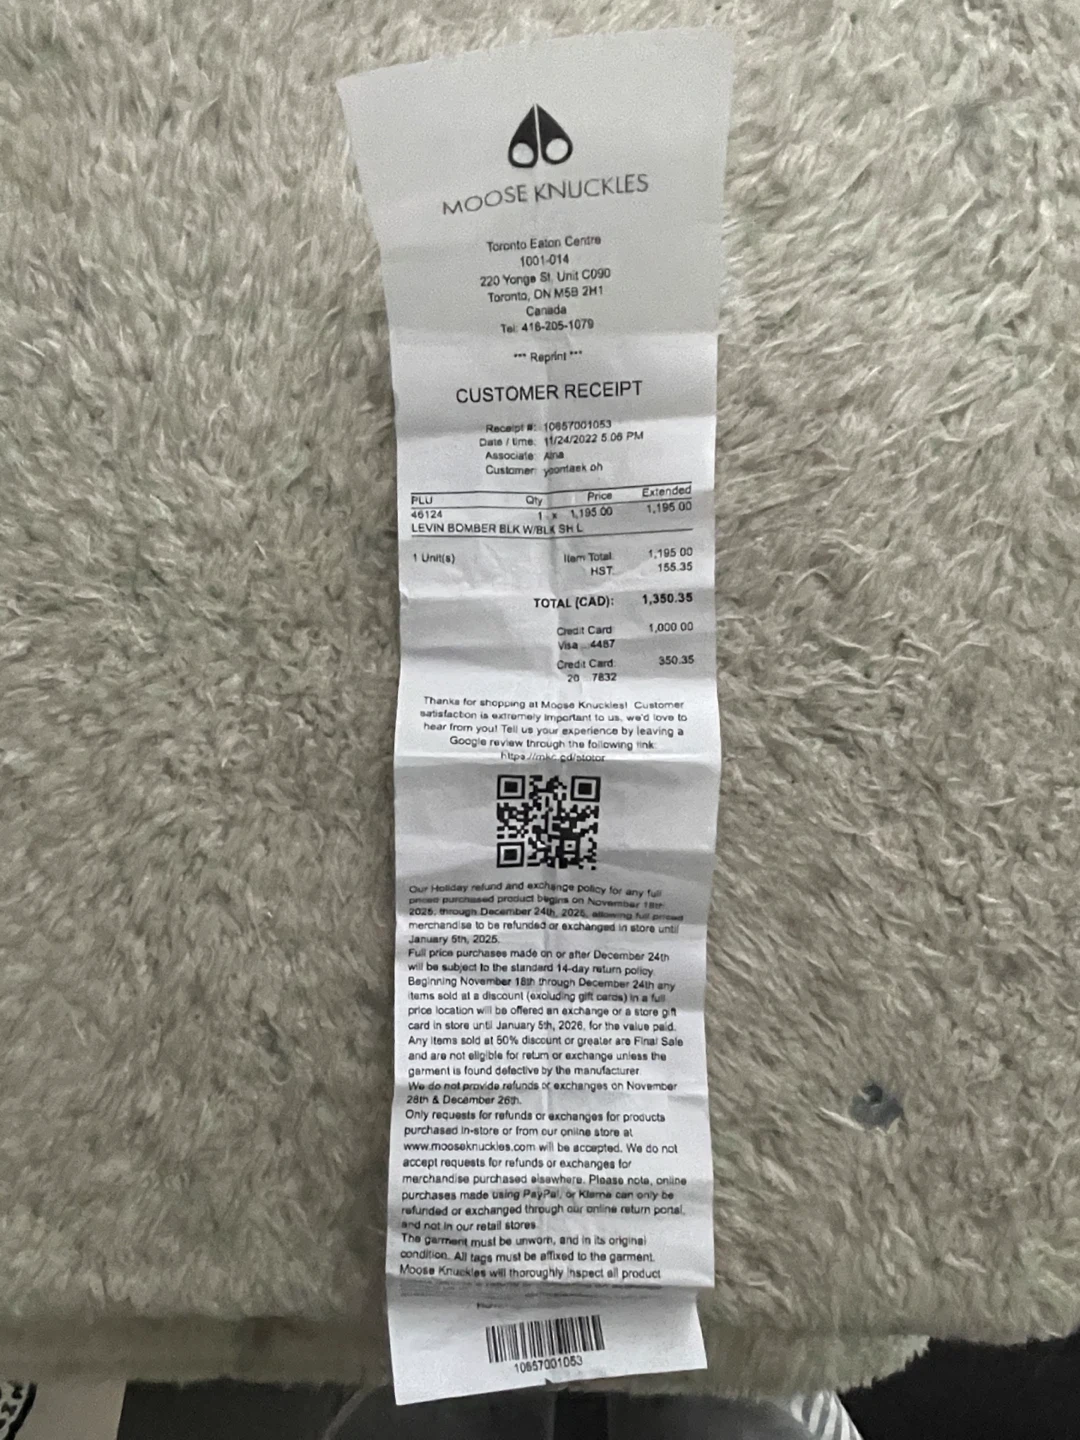 MOOSE KNUCKLES
Toronto Eaton Centre
1001-014
220 Yonge St. Unit C090
Toronto, ON M5B 2H1
Canada
Tel: 416-205-1079
*** Reprint ***
CUSTOMER RECEIPT
Receipt #: 10657001053
Date / time: 11/24/2022 5:06 PM
Associate: Aina
Customer: yoontaek oh
PLU Qty Price Extended
46124 1 x 1,195.00 1,195.00
LEVIN BOMBER BLK W/BLK SH L
1 Unit(s) Item Total: 1,195.00
HST: 155.35
TOTAL (CAD): 1,350.35
Credit Card: 1,000.00
Visa ...4487
Credit Card: 350.35
20 ...7832
Thanks for shopping at Moose Knuckles! Customer
satisfaction is extremely important to us, we'd love to
hear from you! Tell us your experience by leaving a
Google review through the following link:
Our Holiday refund and exchange policy for any full
priced purchased product begins on November 18th
2025, through December 24th, 2025, allowing full priced
merchandise to be refunded or exchanged in store until
January 5th, 2025.
Full price purchases made on or after December 24th
will be subject to the standard 14-day return policy.
Beginning November 18th through December 24th any
items sold at a discount (excluding gift cards) in a full
price location will be offered an exchange or a store gift
card in store until January 5th, 2026, for the value paid.
Any items sold at 50% discount or greater are Final Sale
and are not eligible for return or exchange unless the
garment is found defective by the manufacturer.
We do not provide refunds or exchanges on November
28th & December 26th.
Only requests for refunds or exchanges for products
purchased in-store or from our online store at
www.mooseknuckles.com will be accepted. We do not
accept requests for refunds or exchanges for
merchandise purchased elsewhere. Please note, online
purchases made using PayPal, or Klarna can only be
refunded or exchanged through our online return portal,
and not in our retail stores.
The garment must be unworn, and in its original
condition. All tags must be affixed to the garment.
Moose Knuckles will thoroughly inspect all product
10657001053